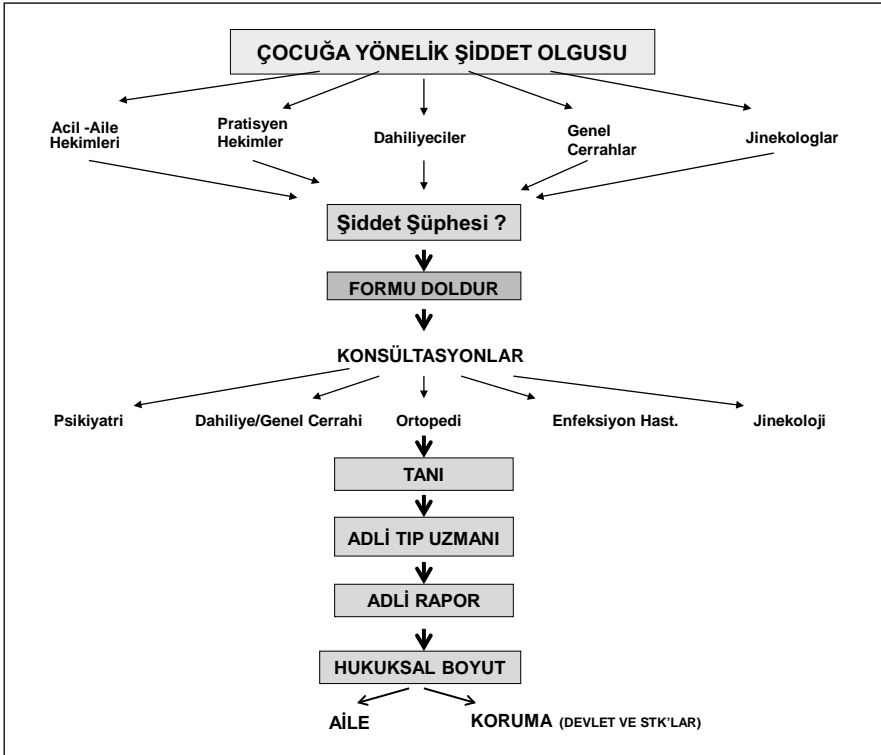 ÇOCUĞA YÖNELİK ŞİDDET OLGUSU
Acil -Aile
Hekimleri
Pratisyen
Hekimler
Dahiliyeciler
Genel
Cerrahlar
Jinekologlar
Şiddet Şüphesi ?
FORMU DOLDUR
KONSÜLTASYONLAR
Psikiyatri
Dahiliye/Genel Cerrahi
Ortopedi
Enfeksiyon Hast.
Jinekoloji
TANI
ADLİ TIP UZMANI
ADLİ RAPOR
HUKUKSAL BOYUT
AİLE
KORUMA (DEVLET VE STK'LAR)